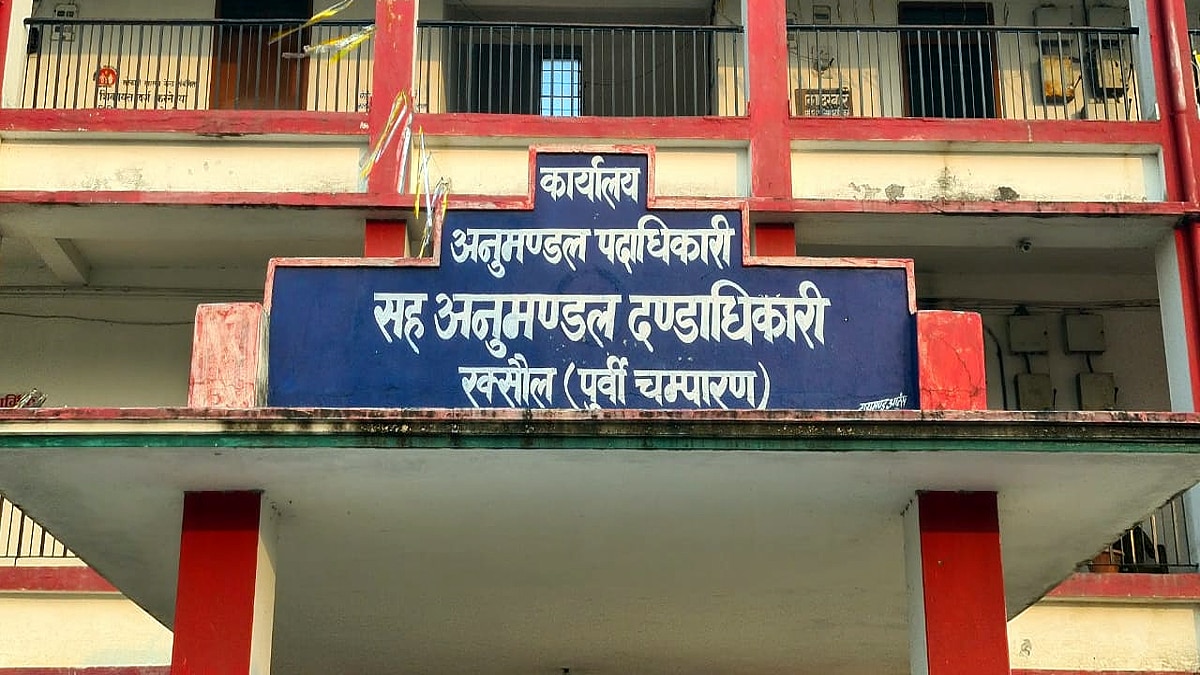 कार्यालय
अनुमण्डल पदाधिकारी
सह अनुमण्डल दण्डाधिकारी
रक्सौल (पुर्वी चम्पारण)